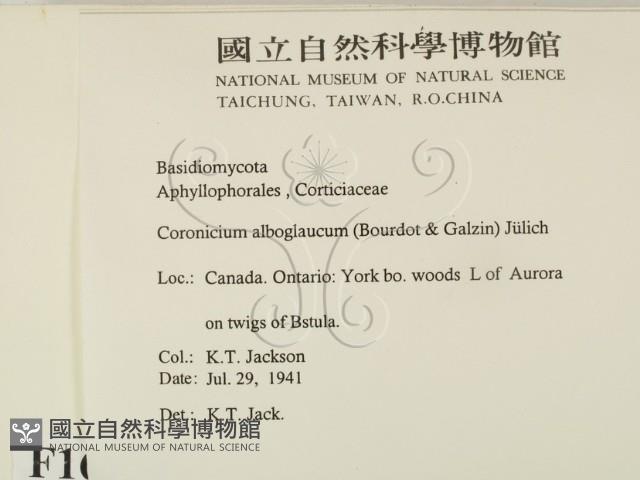 國立自然科學博物館
NATIONAL MUSEUM OF NATURAL SCIENCE
TAICHUNG, TAIWAN, R.O.CHINA
Basidiomycota
Aphyllophorales , Corticiaceae
Coronicium alboglaucum (Bourdot & Galzin) Jülich
Loc.: Canada. Ontario: York bo. woods L of Aurora
on twigs of Bstula.
Col.: K.T. Jackson
Date: Jul. 29, 1941
Det.: K.T. Jack.
國立自然科學博物館
NATIONAL MUSEUM OF NATURAL SCIENCE